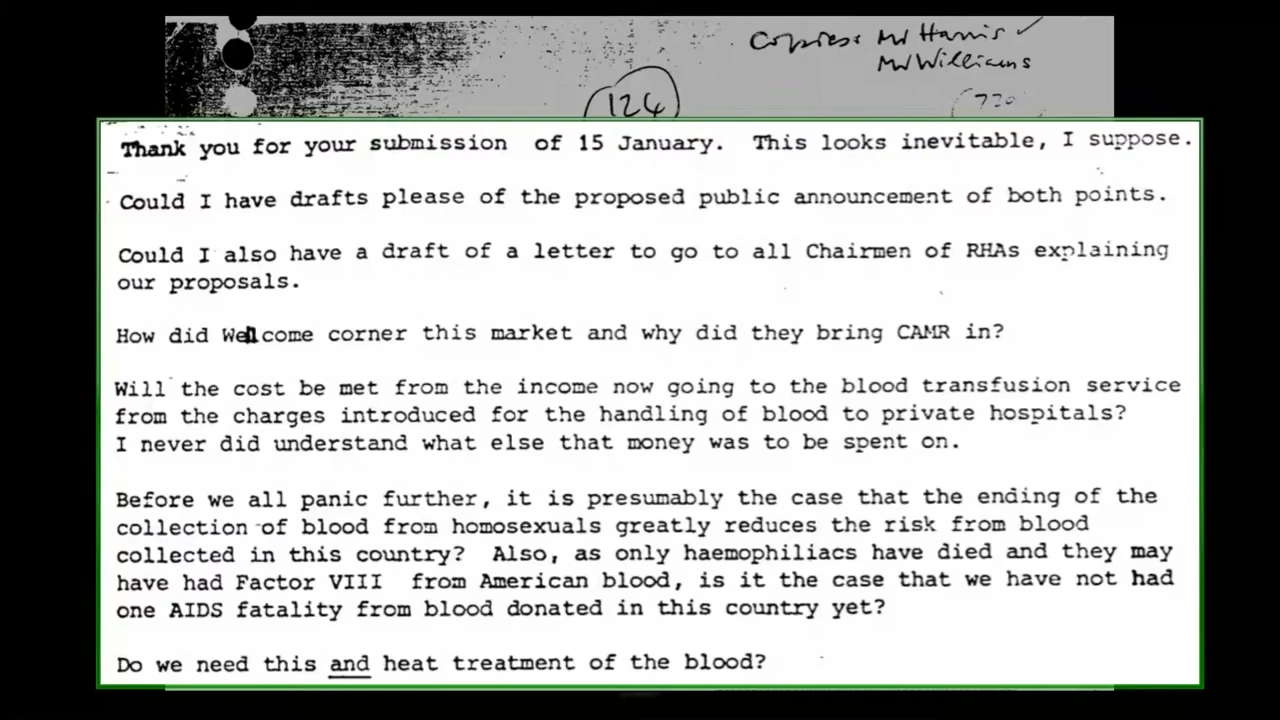 Copies: Mr Harris ✓
Mr Williams
124
720
Thank you for your submission of 15 January. This looks inevitable, I suppose.
Could I have drafts please of the proposed public announcement of both points.
Could I also have a draft of a letter to go to all Chairmen of RHAs explaining
our proposals.
How did Wellcome corner this market and why did they bring CAMR in?
Will the cost be met from the income now going to the blood transfusion service
from the charges introduced for the handling of blood to private hospitals?
I never did understand what else that money was to be spent on.
Before we all panic further, it is presumably the case that the ending of the
collection of blood from homosexuals greatly reduces the risk from blood
collected in this country? Also, as only haemophiliacs have died and they may
have had Factor VIII from American blood, is it the case that we have not had
one AIDS fatality from blood donated in this country yet?
Do we need this and heat treatment of the blood?